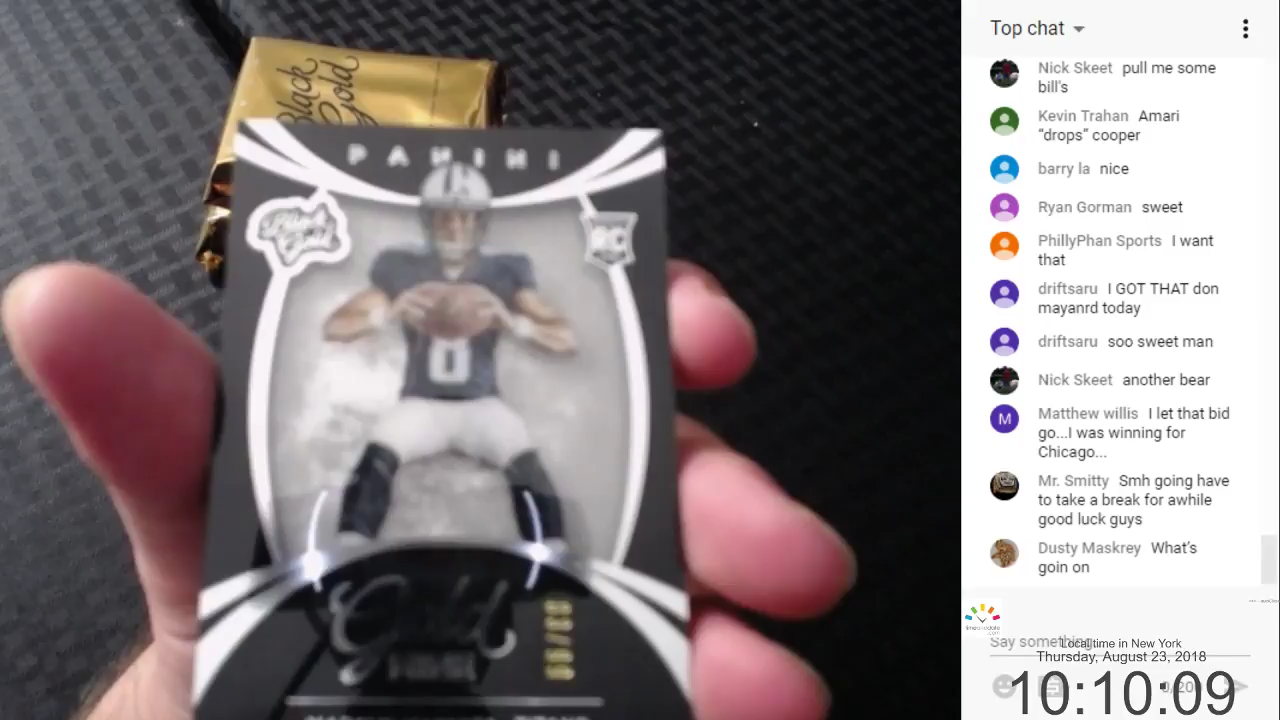 Black
Gold
PANINI
Black
Gold
RC
8
Gold
Top chat
Nick Skeet pull me some
bill's
Kevin Trahan Amari
“drops” cooper
barry la nice
Ryan Gorman sweet
PhillyPhan Sports I want
that
driftsaru I GOT THAT don
mayanrd today
driftsaru soo sweet man
Nick Skeet another bear
M
Matthew willis I let that bid
go...I was winning for
Chicago...
Mr. Smitty Smh going have
to take a break for awhile
good luck guys
Dusty Maskrey What's
goin on
Say something...
Local time in New York
Thursday, August 23, 2018
10:10:09